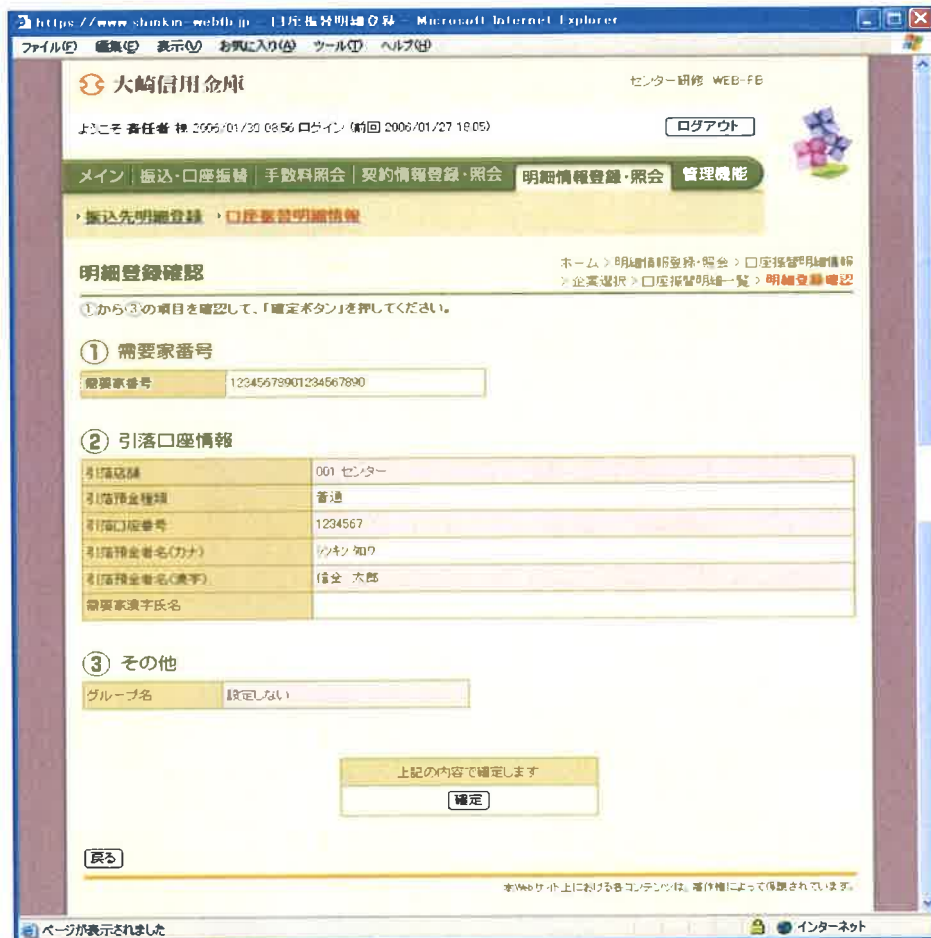 https://www.shinkin-webfb.jp - 口座振替明細登録 - Microsoft Internet Explorer
ファイル(F) 編集(E) 表示(V) お気に入り(A) ツール(T) ヘルプ(H)
大崎信用金庫
センター研修 WEB-FB
ようこそ 責任者 様 2006/01/30 08:56 ログイン (前回 2006/01/27 18:05)
ログアウト
メイン 振込・口座振替 手数料照会 契約情報登録・照会 明細情報登録・照会 管理機能
振込先明細登録 口座振替明細情報
明細登録確認
ホーム > 明細情報登録・照会 > 口座振替明細情報
> 企業選択 > 口座振替明細一覧 > 明細登録確認
①から③の項目を確認して、「確定ボタン」を押してください。
① 需要家番号
需要家番号 12345678901234567890
② 引落口座情報
引落店舗 001 センター
引落預金種類 普通
引落口座番号 1234567
引落預金者名(カナ) シンキン タロウ
引落預金者名(漢字) 信金 太郎
需要家漢字氏名
③ その他
グループ名 設定しない
上記の内容で確定します
確定
戻る
本Webサイト上における各コンテンツは、著作権によって保護されています。
ページが表示されました インターネット